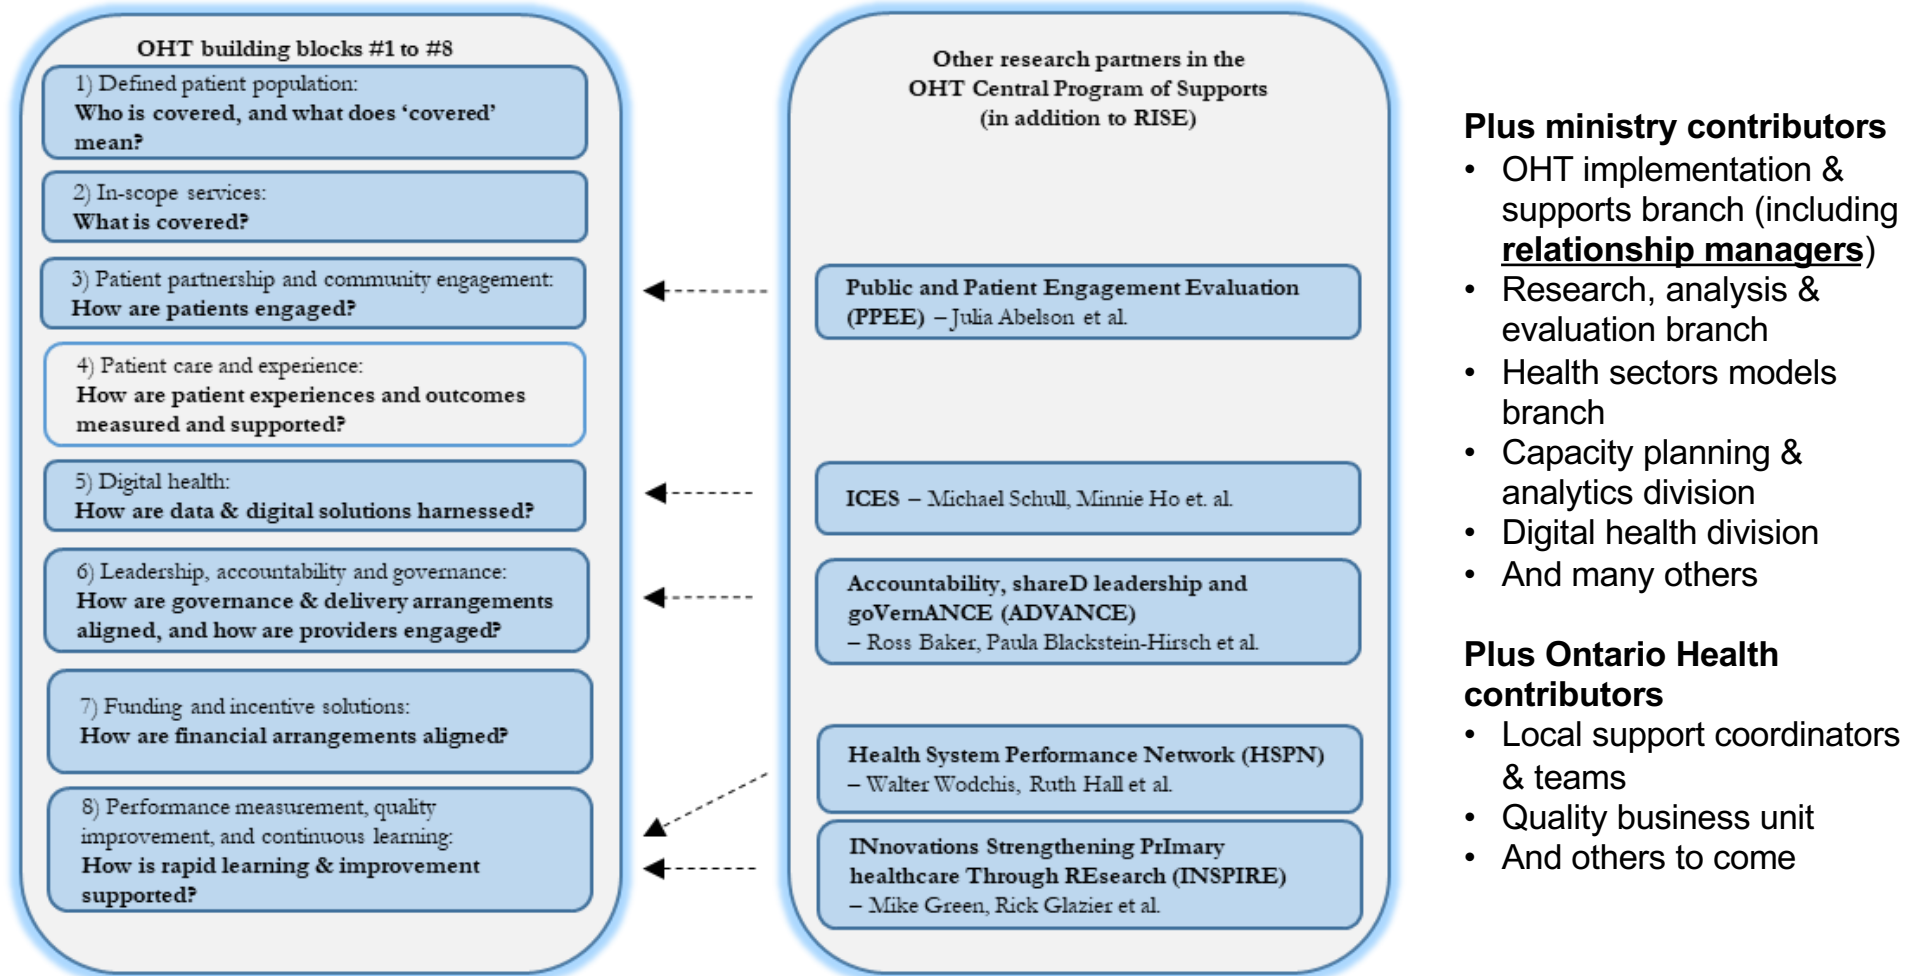 OHT building blocks #1 to #8
1) Defined patient population:
Who is covered, and what does ‘covered’
mean?
2) In-scope services:
What is covered?
3) Patient partnership and community engagement:
How are patients engaged?
4) Patient care and experience:
How are patient experiences and outcomes
measured and supported?
5) Digital health:
How are data & digital solutions harnessed?
6) Leadership, accountability and governance:
How are governance & delivery arrangements
aligned, and how are providers engaged?
7) Funding and incentive solutions:
How are financial arrangements aligned?
8) Performance measurement, quality
improvement, and continuous learning:
How is rapid learning & improvement
supported?
Other research partners in the
OHT Central Program of Supports
(in addition to RISE)
Public and Patient Engagement Evaluation
(PPEE) – Julia Abelson et al.
ICES – Michael Schull, Minnie Ho et. al.
Accountability, shareD leadership and
goVernANCE (ADVANCE)
– Ross Baker, Paula Blackstein-Hirsch et al.
Health System Performance Network (HSPN)
– Walter Wodchis, Ruth Hall et al.
INnovations Strengthening PrImary
healthcare Through REsearch (INSPIRE)
– Mike Green, Rick Glazier et al.
Plus ministry contributors
• OHT implementation &
supports branch (including
relationship managers)
• Research, analysis &
evaluation branch
• Health sectors models
branch
• Capacity planning &
analytics division
• Digital health division
• And many others
Plus Ontario Health
contributors
• Local support coordinators
& teams
• Quality business unit
• And others to come